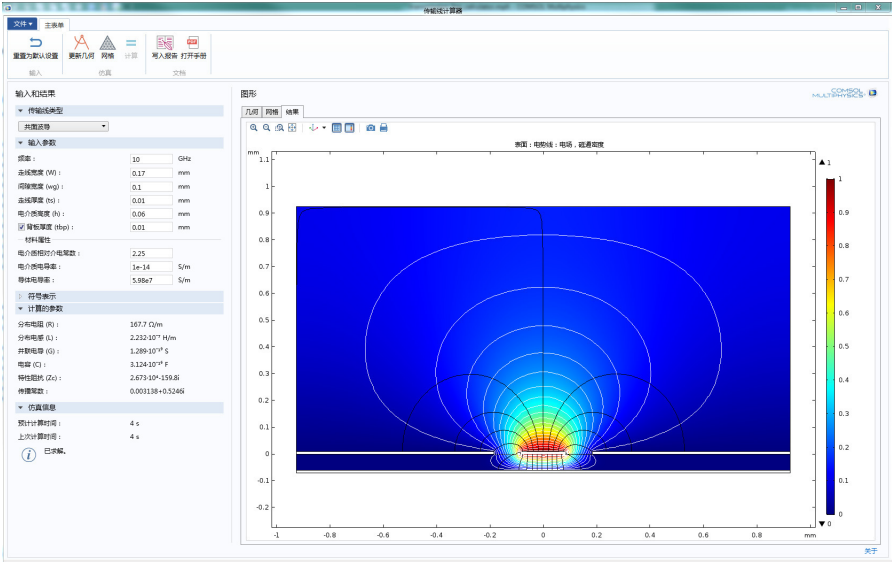 传输线计算器
文件 主表单
重置为默认设置 更新几何 网格 计算 写入报告 打开手册
输入 仿真 文档
输入和结果
传输线类型
共面波导
输入参数
频率： 10 GHz
走线宽度 (W)： 0.17 mm
间隙宽度 (wg)： 0.1 mm
走线厚度 (ts)： 0.01 mm
电介质高度 (h)： 0.06 mm
背板厚度 (tbp)： 0.01 mm
材料属性
电介质相对介电常数： 2.25
电介质电导率： 1e-14 S/m
导体电导率： 5.98e7 S/m
符号表示
计算的参数
分布电阻 (R)： 167.7 Ω/m
分布电感 (L)： 2.232·10⁻⁷ H/m
并联电导 (G)：
电容 (C)：
特性阻抗 (Zc)： 2.673·10⁴-159.8i
传播常数： 0.003138+0.5246i
仿真信息
预计计算时间： 4 s
上次计算时间： 4 s
已求解。
图形
COMSOL
MULTIPHYSICS
几何 网格 结果
表面：电势线：电场，磁通密度
mm
1.1
1
0.9
0.8
0.7
0.6
0.5
0.4
0.3
0.2
0.1
0
-0.1
-0.2
-1 -0.8 -0.6 -0.4 -0.2 0 0.2 0.4 0.6 0.8 mm
▲ 1
1
0.9
0.8
0.7
0.6
0.5
0.4
0.3
0.2
0.1
0
▼ 0
关于